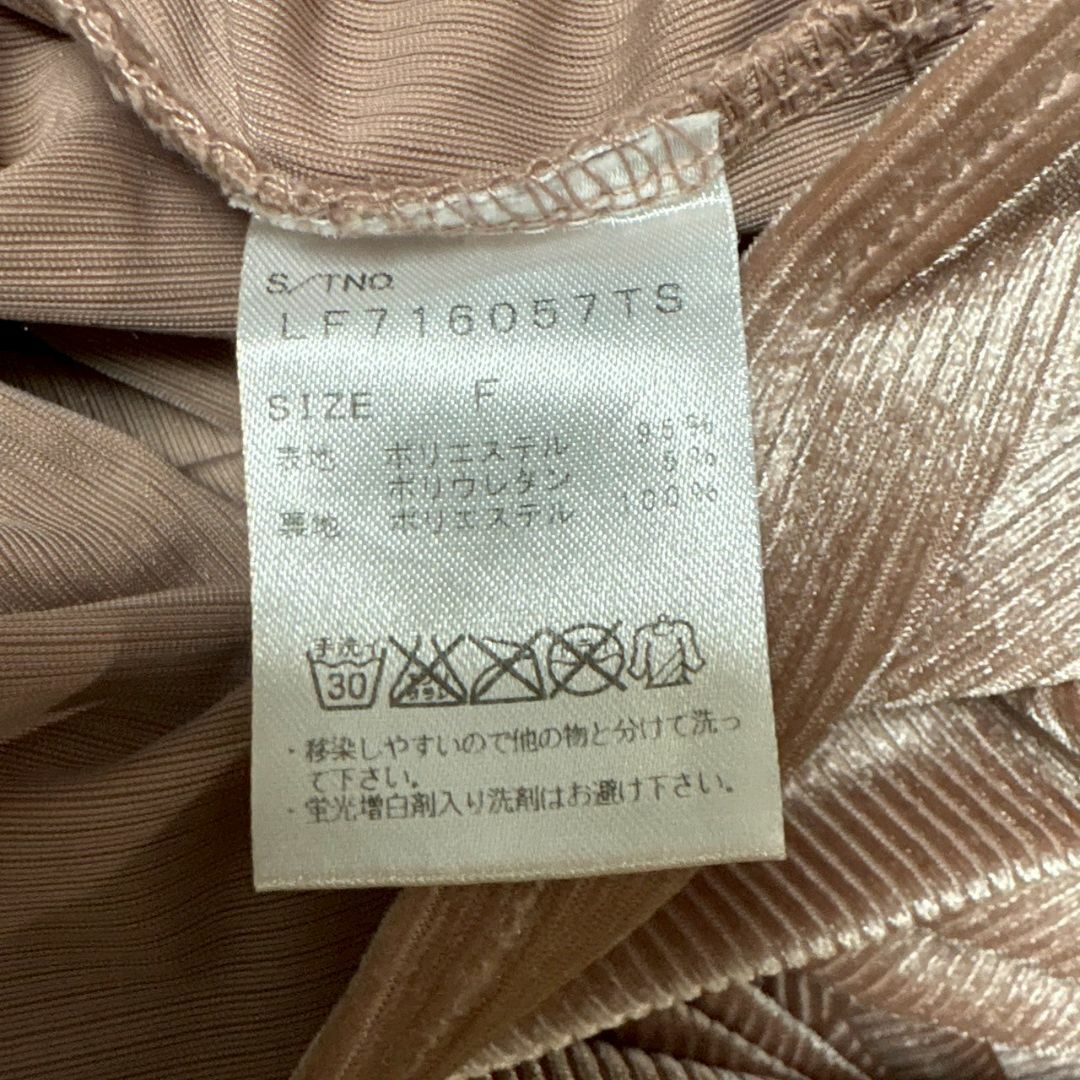 S/TNO.
LF716057TS
SIZE F
表地 ポリエステル 95%
ポリウレタン 5%
裏地 ポリエステル 100%
手洗イ
30
・移染しやすいので他の物と分けて洗っ
て下さい。
・蛍光増白剤入り洗剤はお避け下さい。